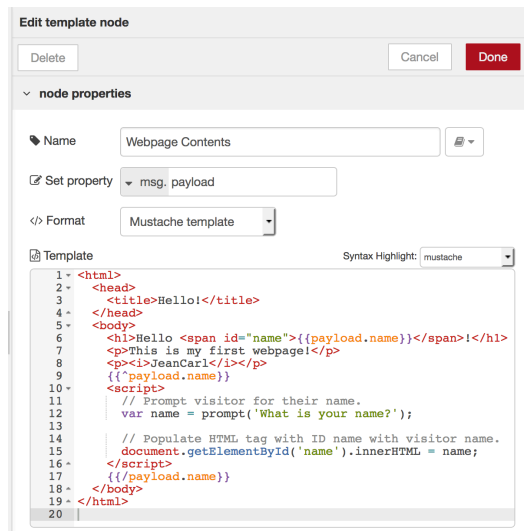 Edit template node
Delete Cancel Done
node properties
Name Webpage Contents
Set property msg. payload
</> Format Mustache template
Template Syntax Highlight: mustache
1 <html>
2   <head>
3     <title>Hello!</title>
4   </head>
5   <body>
6     <h1>Hello <span id="name">{{payload.name}}</span>!</h1>
7     <p>This is my first webpage!</p>
8     <p><i>JeanCarl</i></p>
9     {{^payload.name}}
10     <script>
11       // Prompt visitor for their name.
12       var name = prompt('What is your name?');
13
14       // Populate HTML tag with ID name with visitor name.
15       document.getElementById('name').innerHTML = name;
16     </script>
17     {{/payload.name}}
18   </body>
19 </html>
20